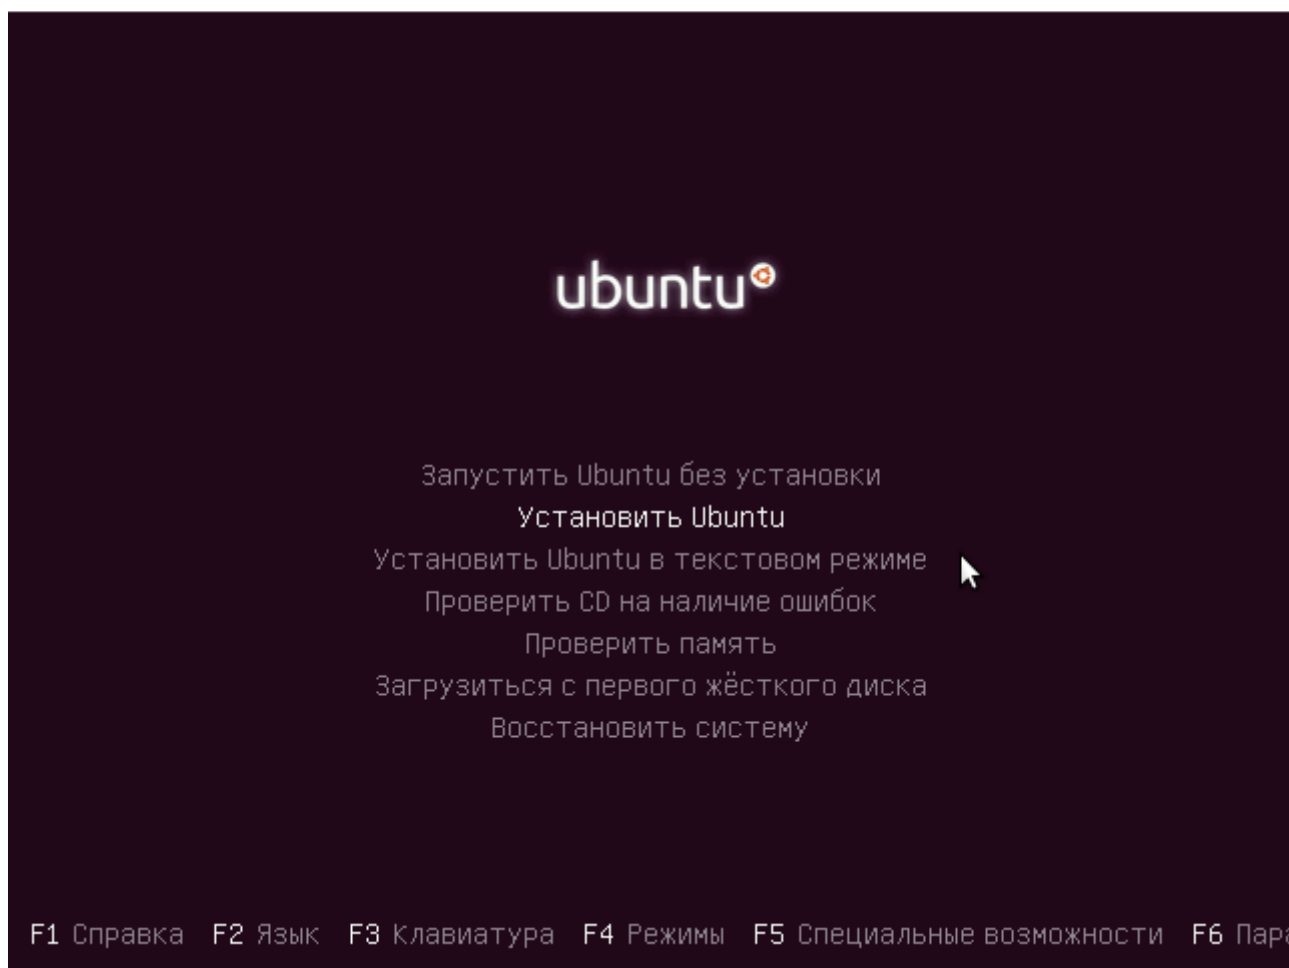 ubuntu
Запустить Ubuntu без установки
Установить Ubuntu
Установить Ubuntu в текстовом режиме
Проверить CD на наличие ошибок
Проверить память
Загрузиться с первого жёсткого диска
Восстановить систему
F1 Справка F2 Язык F3 Клавиатура F4 Режимы F5 Специальные возможности F6